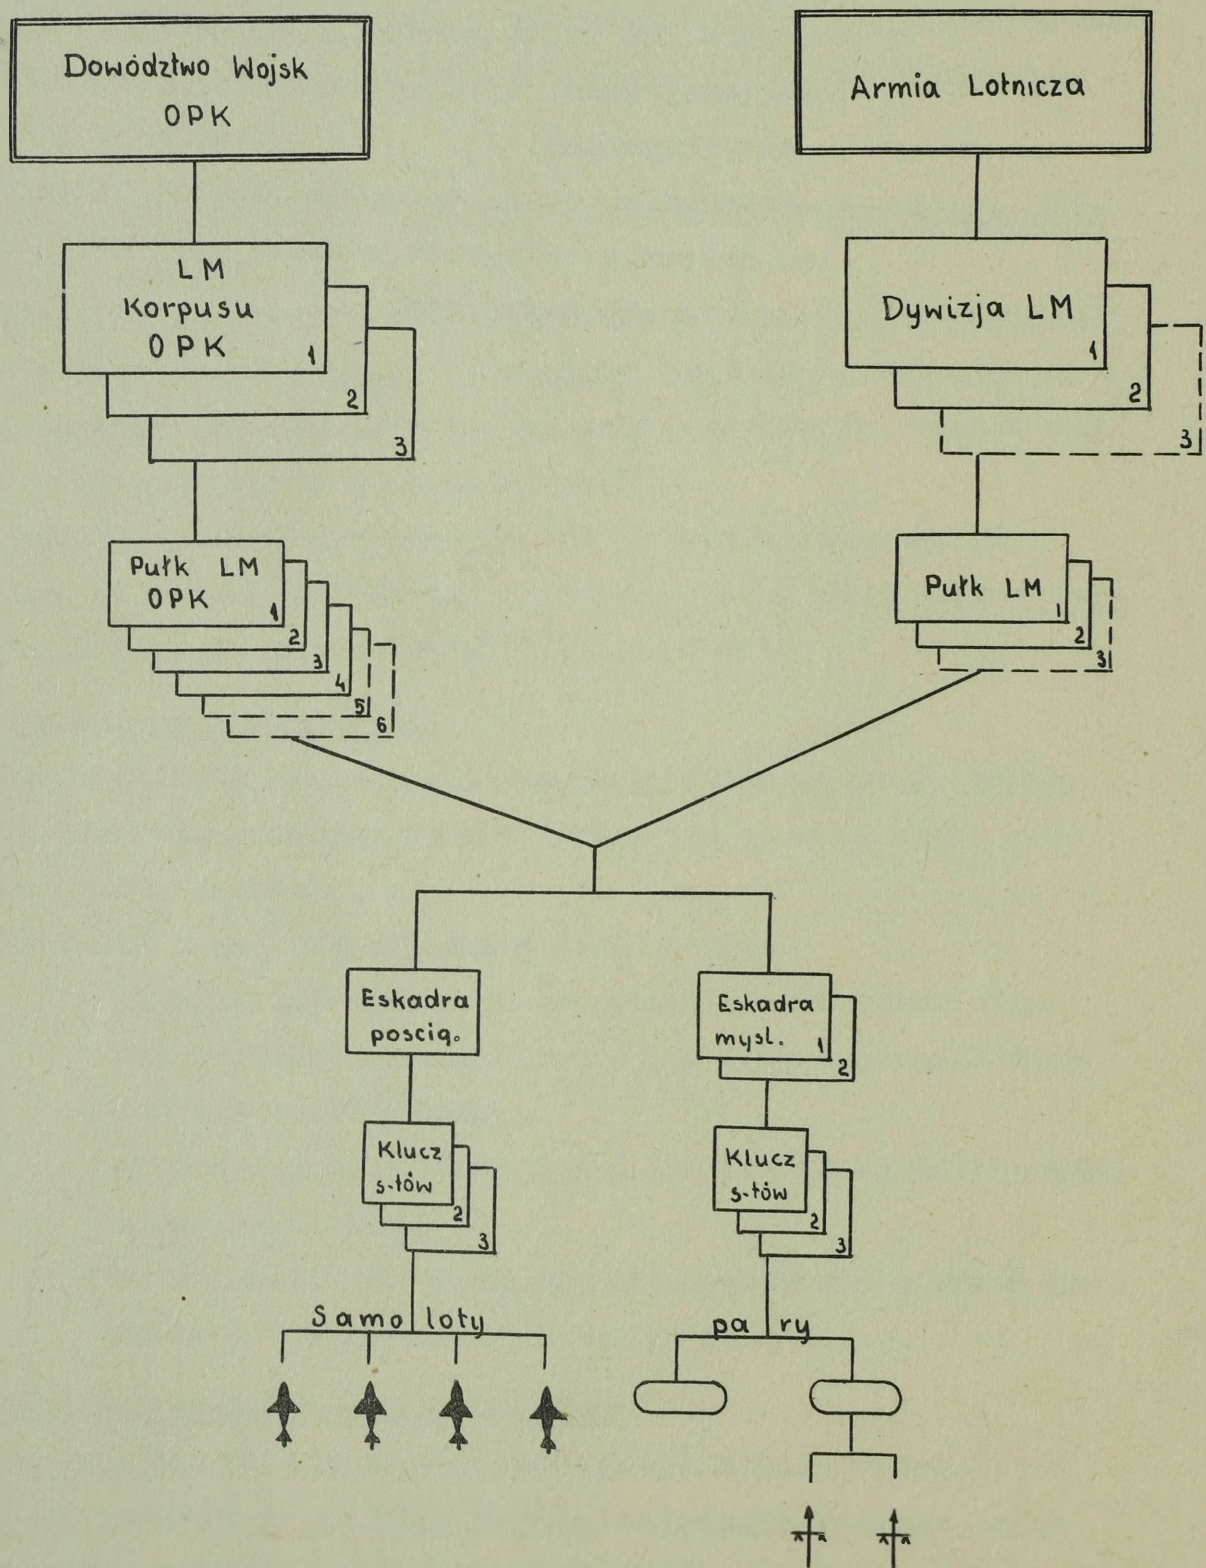 Dowództwo Wojsk
OPK
Armia Lotnicza
LM
Korpusu
OPK
1
2
3
Dywizja LM
1
2
3
Pułk LM
OPK
1
2
3
4
5
6
Pułk LM
1
2
3
Eskadra
pościg.
Eskadra
myśl.
1
2
Klucz
s-tów
2
3
Klucz
s-tów
2
3
Samoloty
pary